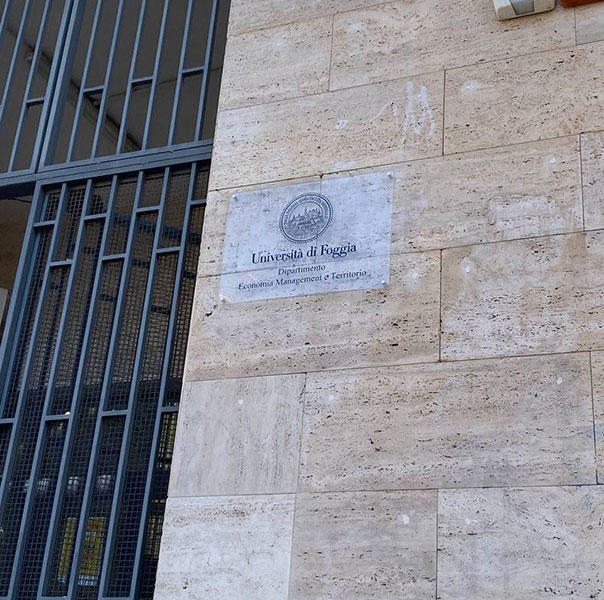 Università di Foggia
Dipartimento
Economia Management e Territorio